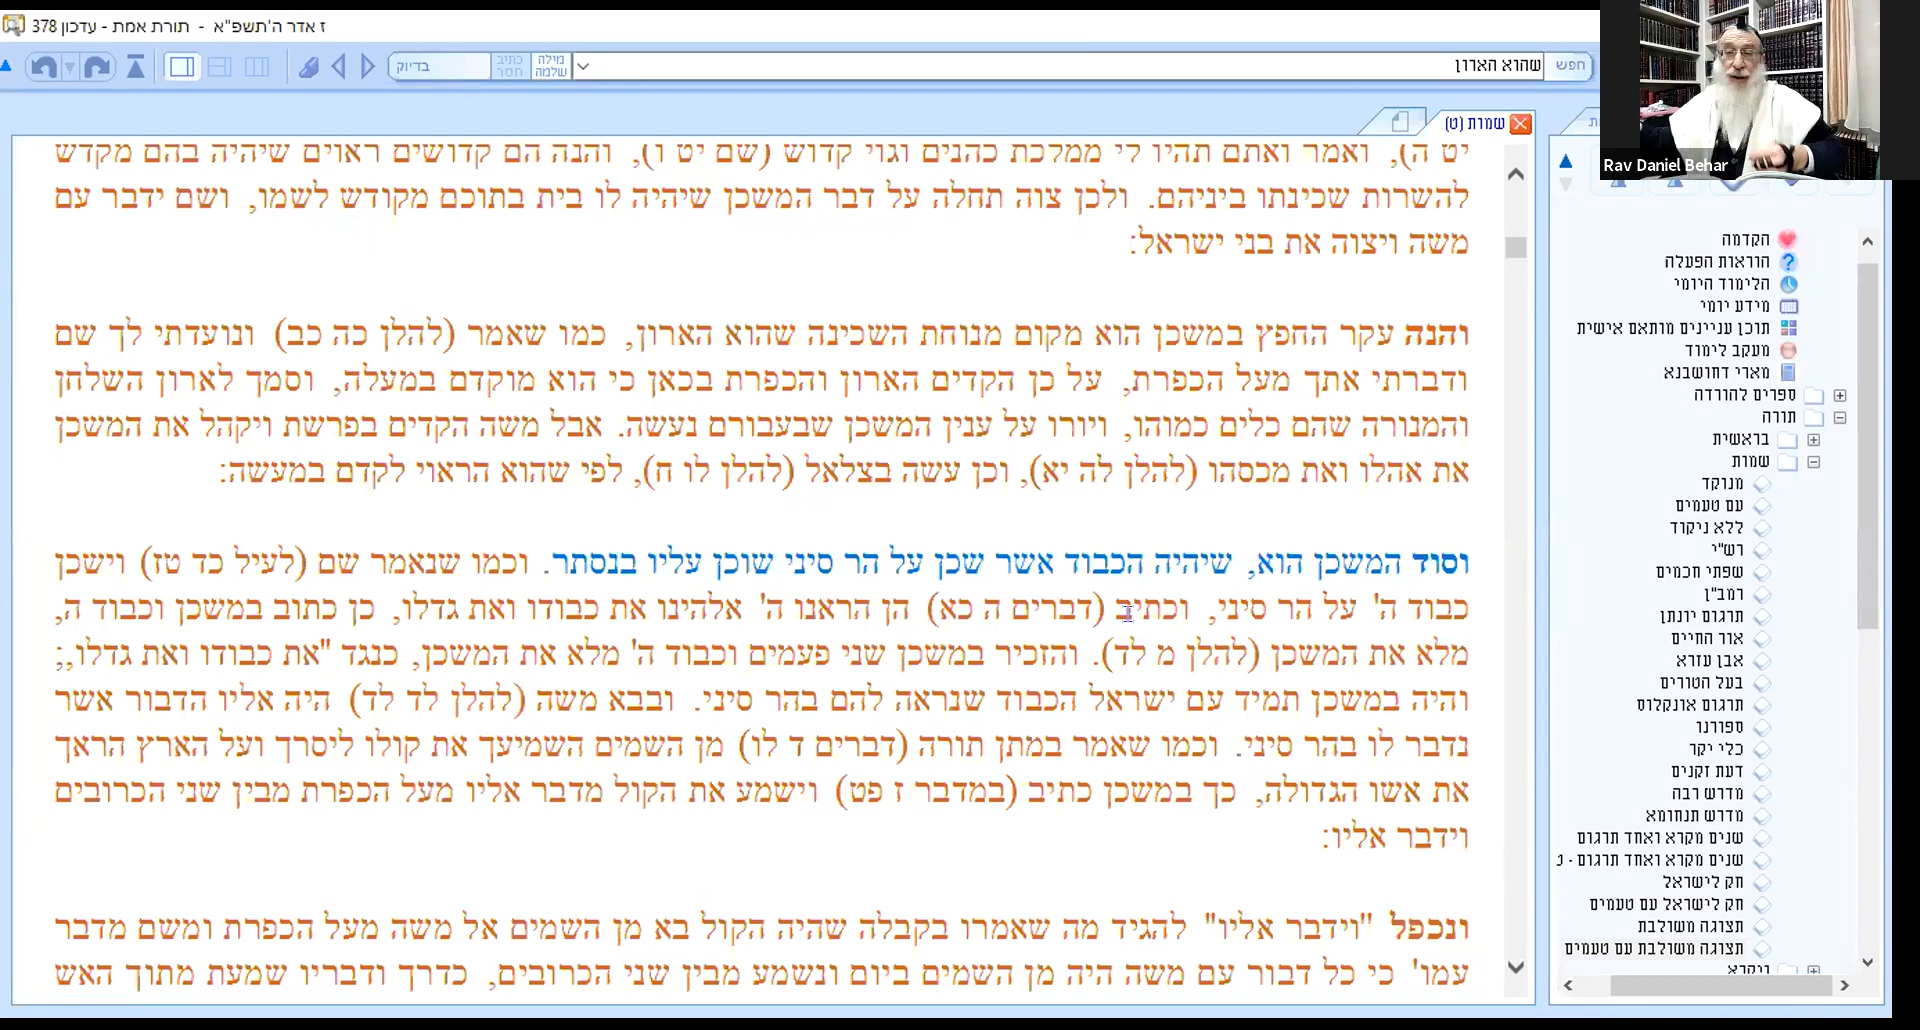 ז אדר ה'תשפ"א - תורת אמת - עדכון 378
חפש
שהוא הארון
מילה שלמה
כתיב חסר
בדיוק
Rav Daniel Behar
שמות (ט)
יט ה), ואמר ואתם תהיו לי ממלכת כהנים וגוי קדוש (שם יט ו), והנה הם קדושים ראוים שיהיה בהם מקדש
להשרות שכינתו ביניהם. ולכן צוה תחלה על דבר המשכן שיהיה לו בית בתוכם מקודש לשמו, ושם ידבר עם
משה ויצוה את בני ישראל:
והנה עקר החפץ במשכן הוא מקום מנוחת השכינה שהוא הארון, כמו שאמר (להלן כה כב) ונועדתי לך שם
ודברתי אתך מעל הכפרת, על כן הקדים הארון והכפרת בכאן כי הוא מוקדם במעלה, וסמך לארון השלחן
והמנורה שהם כלים כמוהו, ויורו על ענין המשכן שבעבורם נעשה. אבל משה הקדים בפרשת ויקהל את המשכן
את אהלו ואת מכסהו (להלן לה יא), וכן עשה בצלאל (להלן לו ח), לפי שהוא הראוי לקדם במעשה:
וסוד המשכן הוא, שיהיה הכבוד אשר שכן על הר סיני שוכן עליו בנסתר. וכמו שנאמר שם (לעיל כד טז) וישכן
כבוד ה' על הר סיני, וכתיב (דברים ה כא) הן הראנו ה' אלהינו את כבודו ואת גדלו, כן כתוב במשכן וכבוד ה,
מלא את המשכן (להלן מ לד). והזכיר במשכן שני פעמים וכבוד ה' מלא את המשכן, כנגד "את כבודו ואת גדלו,;
והיה במשכן תמיד עם ישראל הכבוד שנראה להם בהר סיני. ובבא משה (להלן לד לד) היה אליו הדבור אשר
נדבר לו בהר סיני. וכמו שאמר במתן תורה (דברים ד לו) מן השמים השמיעך את קולו ליסרך ועל הארץ הראך
את אשו הגדולה, כך במשכן כתיב (במדבר ז פט) וישמע את הקול מדבר אליו מעל הכפרת מבין שני הכרובים
וידבר אליו:
ונכפל "וידבר אליו" להגיד מה שאמרו בקבלה שהיה הקול בא מן השמים אל משה מעל הכפרת ומשם מדבר
עמו' כי כל דבור עם משה היה מן השמים ביום ונשמע מבין שני הכרובים, כדרך ודבריו שמעת מתוך האש
הקדמה
הוראות הפעלה
הלימוד היומי
מידע יומי
תוכן עניינים מותאם אישית
מעקב לימוד
מארי דחושבנא
ספרים להורדה
תורה
בראשית
שמות
מנוקד
עם טעמים
ללא ניקוד
רש"י
שפתי חכמים
רמב"ן
תרגום יונתן
אור החיים
אבן עזרא
בעל הטורים
תרגום אונקלוס
ספורנו
כלי יקר
דעת זקנים
מדרש רבה
מדרש תנחומא
שנים מקרא ואחד תרגום
שנים מקרא ואחד תרגום - ט
חק לישראל
חק לישראל עם טעמים
תצוגה משולבת
תצוגה משולבת עם טעמים
ויקרא